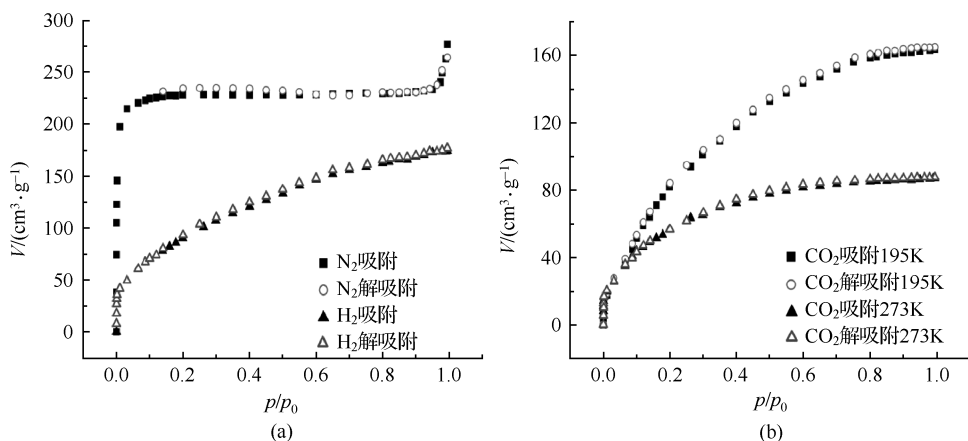 300
250
200
150
100
50
0
V/(cm³·g⁻¹)
N₂吸附
N₂解吸附
H₂吸附
H₂解吸附
0.0 0.2 0.4 0.6 0.8 1.0
p/p₀
(a)
160
120
80
40
0
V/(cm³·g⁻¹)
CO₂吸附195K
CO₂解吸附195K
CO₂吸附273K
CO₂解吸附273K
0.0 0.2 0.4 0.6 0.8 1.0
p/p₀
(b)